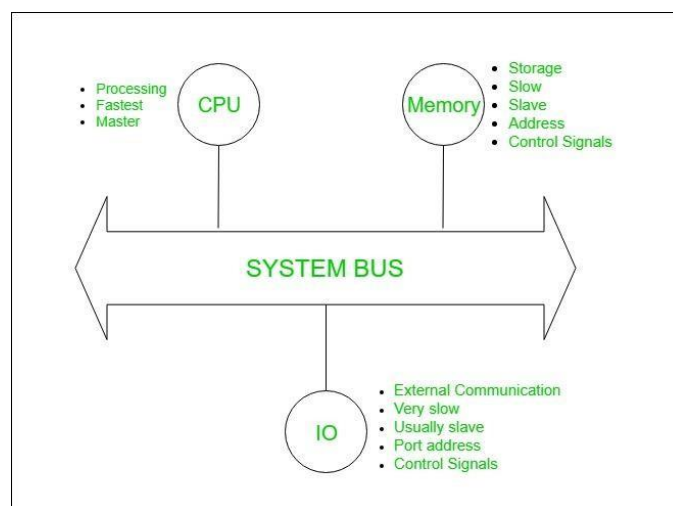 Processing
Fastest
Master
CPU
Memory
Storage
Slow
Slave
Address
Control Signals
SYSTEM BUS
IO
External Communication
Very slow
Usually slave
Port address
Control Signals